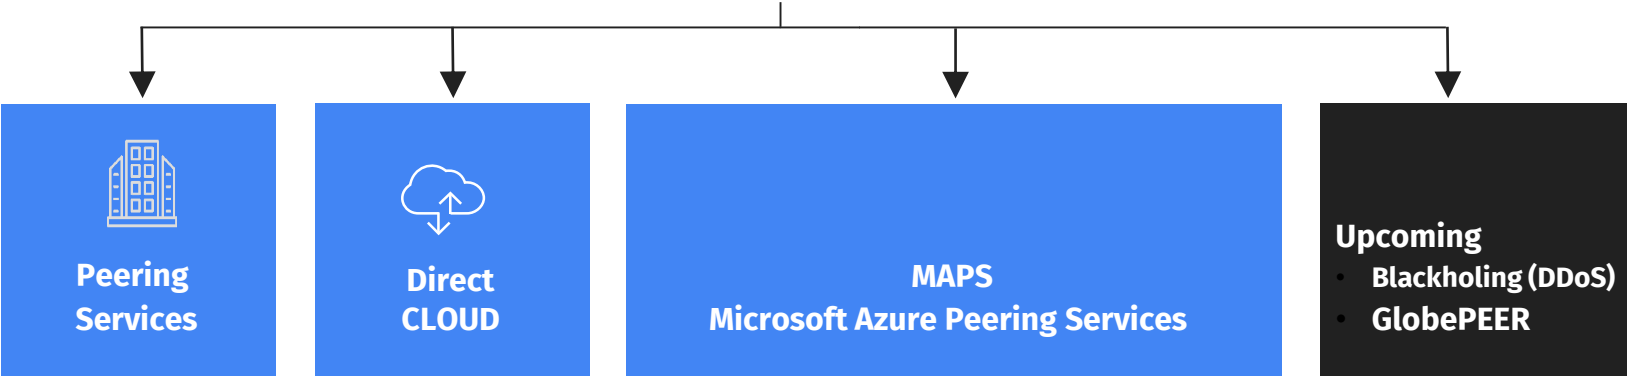 Peering
Services
Direct
CLOUD
MAPS
Microsoft Azure Peering Services
Upcoming
• Blackholing (DDoS)
• GlobePEER